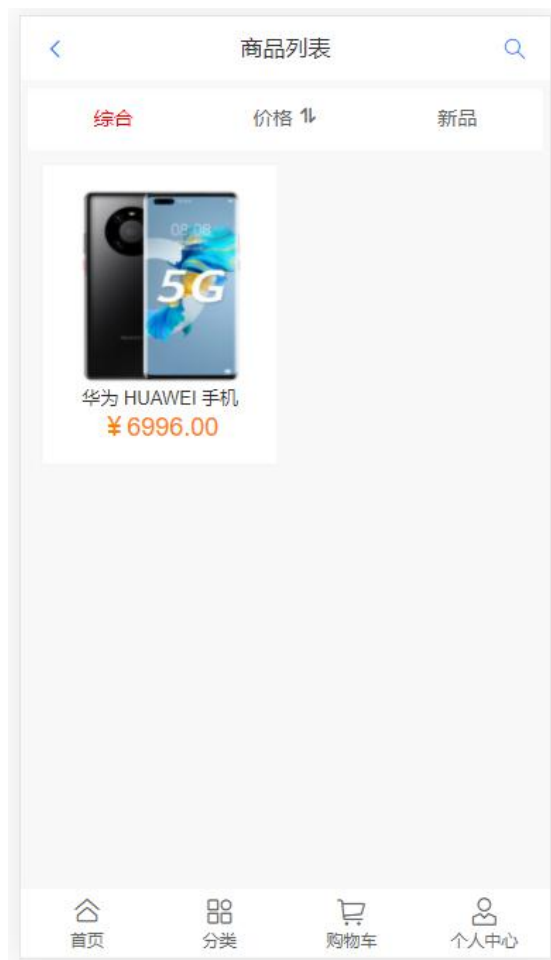 商品列表
综合 价格 新品
08:08
5G
华为 HUAWEI 手机
¥ 6996.00
首页 分类 购物车 个人中心